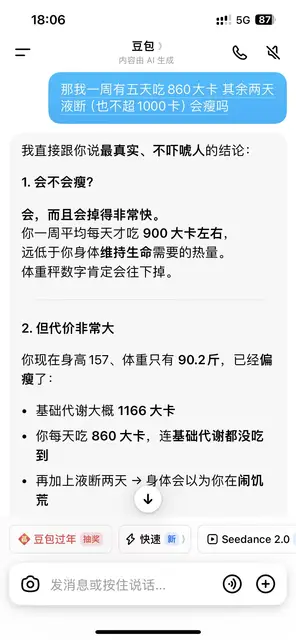 18:06
5G
87
豆包
内容由 AI 生成
那我一周有五天吃 860 大卡 其余两天
液断 (也不超1000卡) 会瘦吗
我直接跟你说最真实、不吓唬人的结论：
1. 会不会瘦？
会，而且会掉得非常快。
你一周平均每天才吃 900 大卡左右，
远低于你身体维持生命需要的热量。
体重秤数字肯定会往下掉。
2. 但代价非常大
你现在身高 157、体重只有 90.2 斤，已经偏
瘦了：
• 基础代谢大概 1166 大卡
• 你每天吃 860 大卡，连基础代谢都没吃
到
• 再加上液断两天 → 身体会以为你在闹饥
荒
豆包过年 抽奖
快速 新
Seedance 2.0
发消息或按住说话...